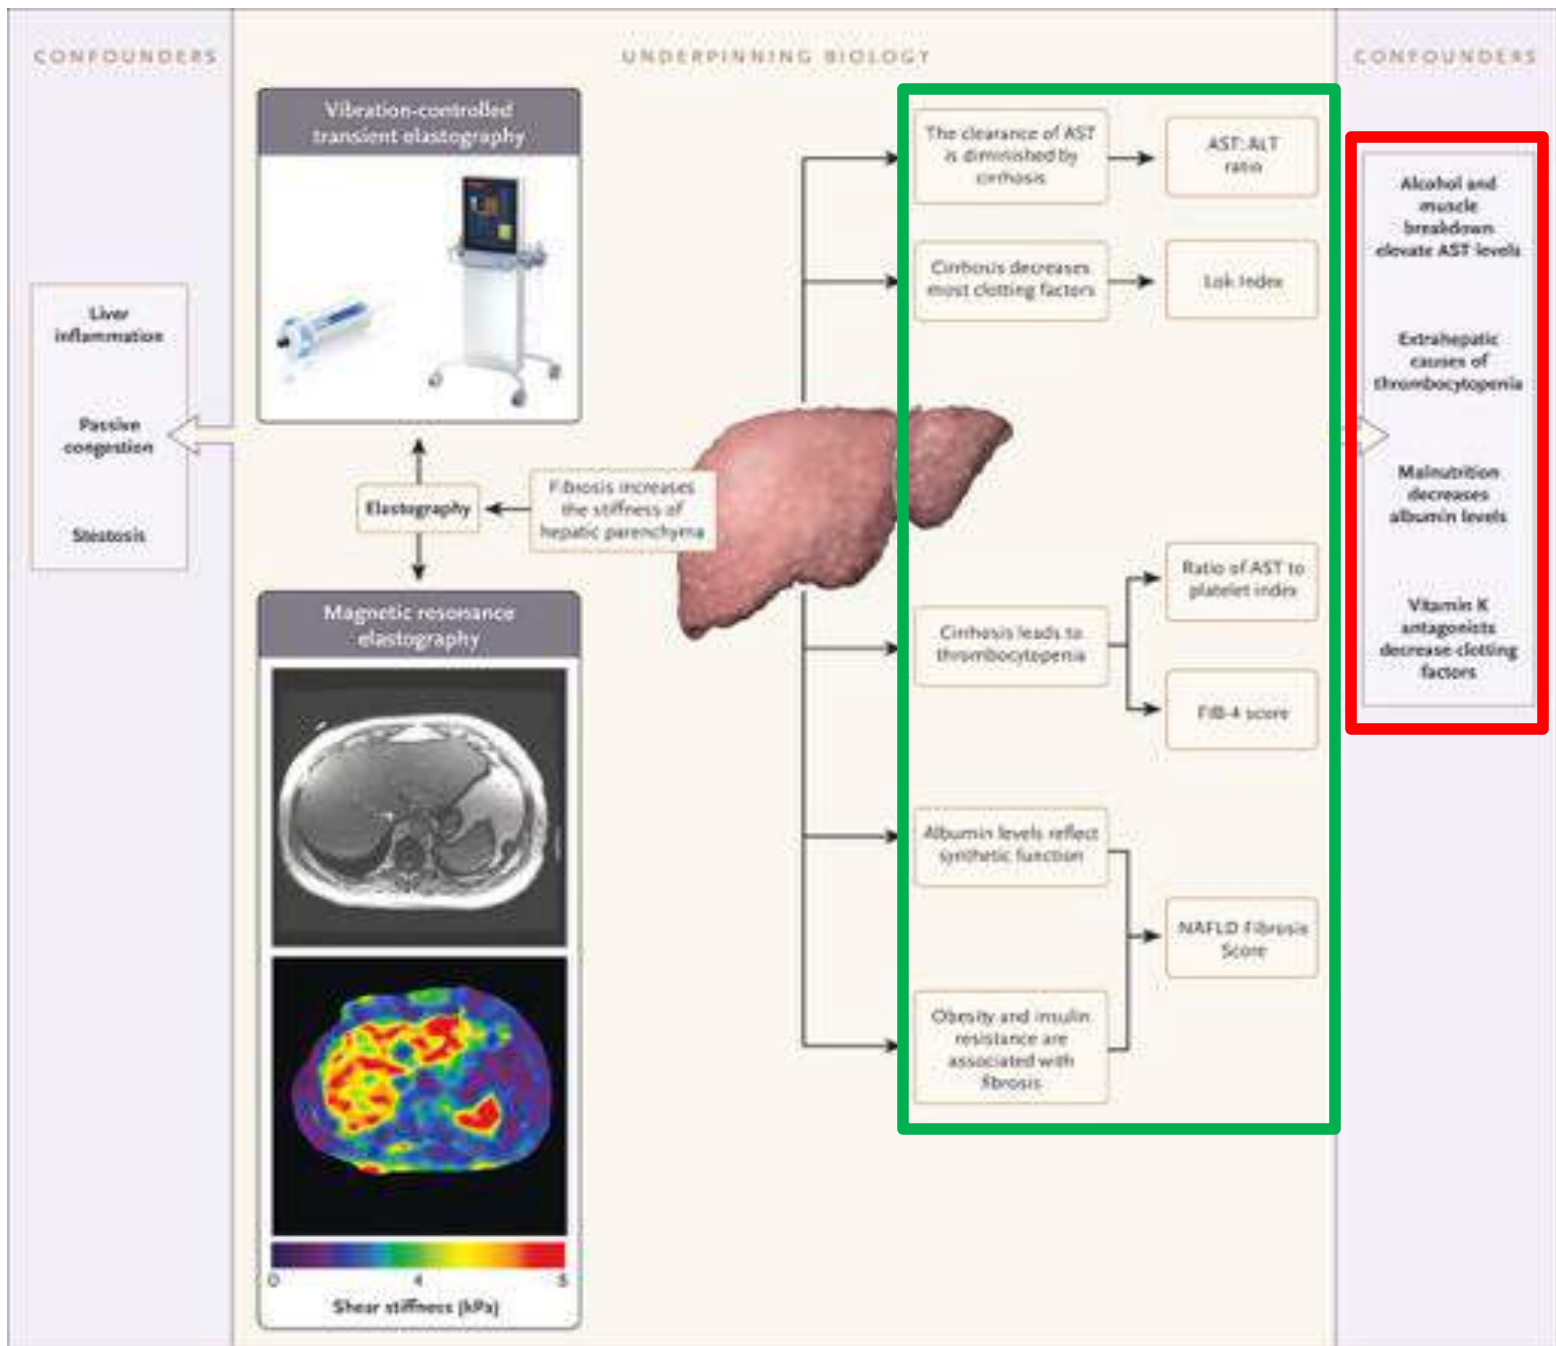 CONFOUNDERS
UNDERPINNING BIOLOGY
CONFOUNDERS
Vibration-controlled
transient elastography
Liver
inflammation
Passive
congestion
Steatosis
Elastography
Fibrosis increases
the stiffness of
hepatic parenchyma
Magnetic resonance
elastography
0
4
8
Shear stiffness (kPa)
The clearance of AST
is diminished by
cirrhosis
AST:ALT
ratio
Cirrhosis decreases
most clotting factors
Lok Index
Cirrhosis leads to
thrombocytopenia
Ratio of AST to
platelet index
FIB-4 score
Albumin levels reflect
synthetic function
NAFLD Fibrosis
Score
Obesity and insulin
resistance are
associated with
fibrosis
Alcohol and
muscle
breakdown
elevate AST levels
Extrahepatic
causes of
thrombocytopenia
Malnutrition
decreases
albumin levels
Vitamin K
antagonists
decrease clotting
factors